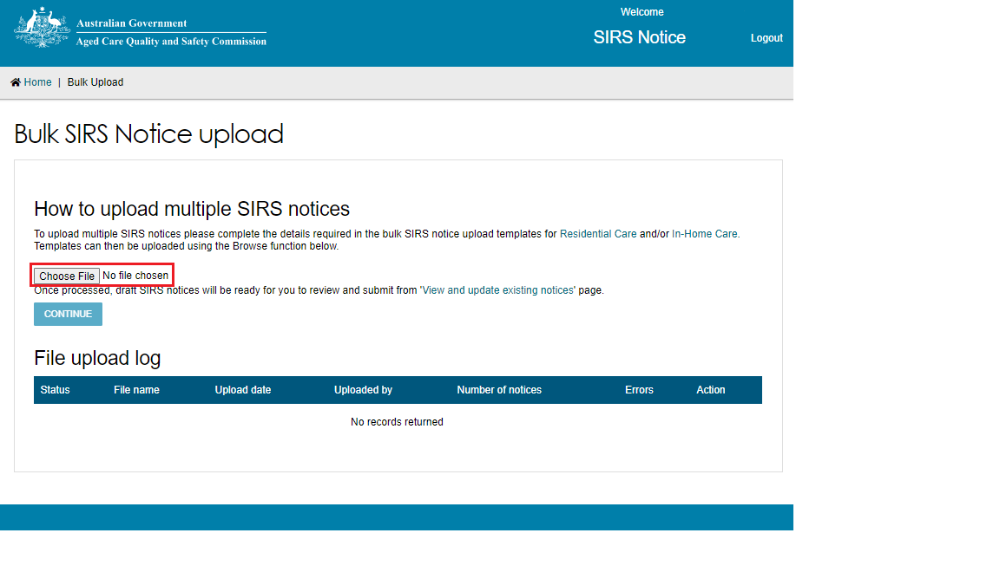 Australian Government
Aged Care Quality and Safety Commission
Welcome
SIRS Notice
Logout
Home | Bulk Upload
Bulk SIRS Notice upload
How to upload multiple SIRS notices
To upload multiple SIRS notices please complete the details required in the bulk SIRS notice upload templates for Residential Care and/or In-Home Care.
Templates can then be uploaded using the Browse function below.
Choose File No file chosen
Once processed, draft SIRS notices will be ready for you to review and submit from 'View and update existing notices' page.
CONTINUE
File upload log
Status File name Upload date Uploaded by Number of notices Errors Action
No records returned